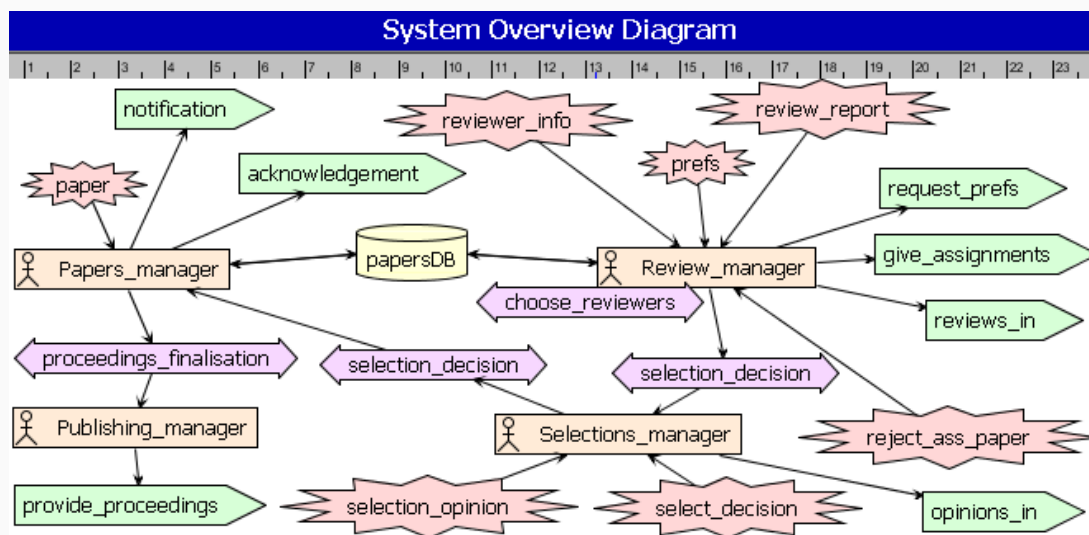 System Overview Diagram
1 2 3 4 5 6 7 8 9 10 11 12 13 14 15 16 17 18 19 20 21 22 23
notification
reviewer_info
review_report
paper
acknowledgement
prefs
request_prefs
Papers_manager
papersDB
Review_manager
give_assignments
choose_reviewers
reviews_in
proceedings_finalisation
selection_decision
selection_decision
Publishing_manager
Selections_manager
reject_ass_paper
provide_proceedings
selection_opinion
select_decision
opinions_in